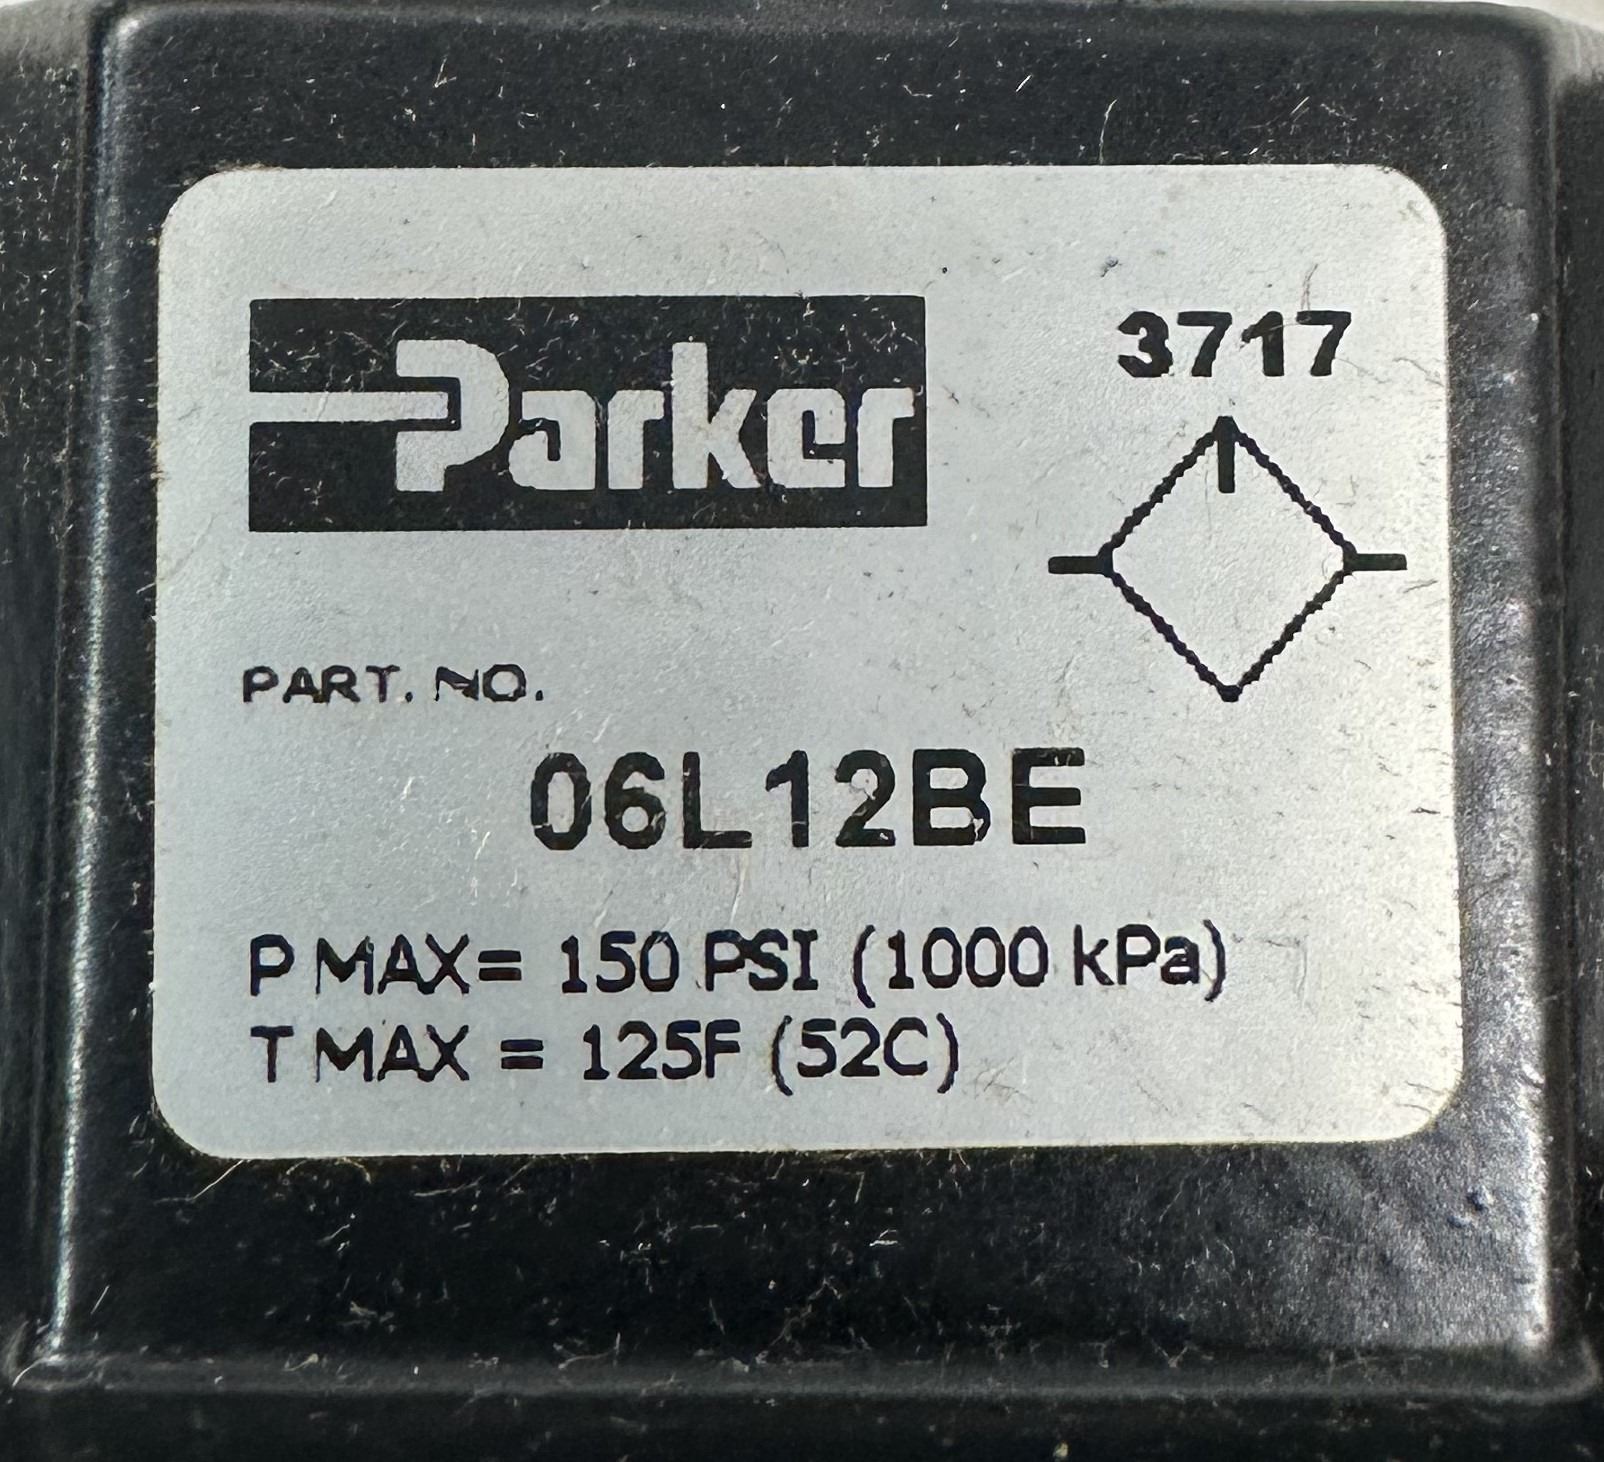 Parker
3717
PART. NO.
06L12BE
P MAX= 150 PSI (1000 kPa)
T MAX = 125F (52C)